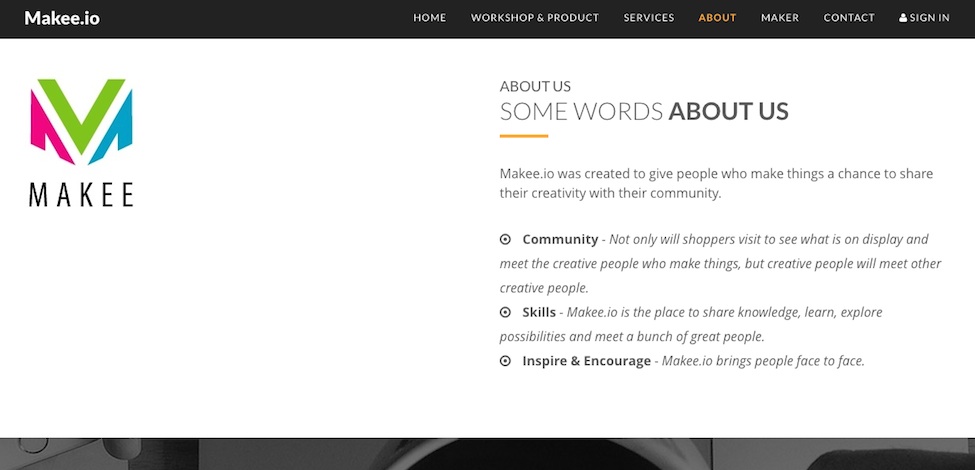 Makee.io
HOME WORKSHOP & PRODUCT SERVICES ABOUT MAKER CONTACT SIGN IN
MAKEE
ABOUT US
SOME WORDS ABOUT US
Makee.io was created to give people who make things a chance to share
their creativity with their community.
Community - Not only will shoppers visit to see what is on display and
meet the creative people who make things, but creative people will meet other
creative people.
Skills - Makee.io is the place to share knowledge, learn, explore
possibilities and meet a bunch of great people.
Inspire & Encourage - Makee.io brings people face to face.